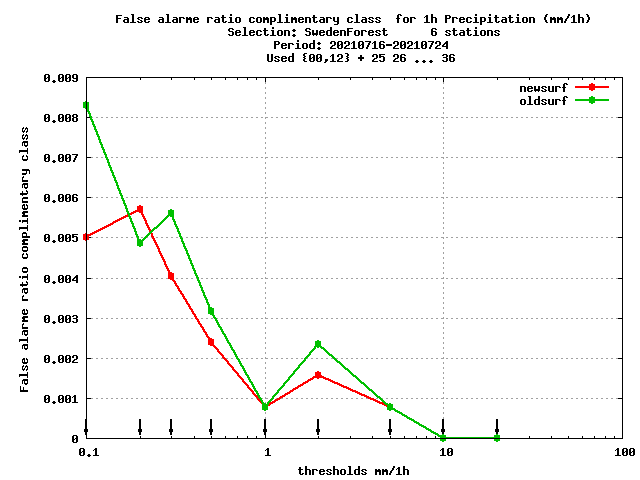 False alarme ratio complimentary class  for 1h Precipitation (mm/1h)
Selection: SwedenForest      6 stations
Period: 20210716-20210724
Used {00,12} + 25 26 ... 36
newsurf
oldsurf
False alarme ratio complimentary class
0.009
0.008
0.007
0.006
0.005
0.004
0.003
0.002
0.001
0
0.1 1 10 100
thresholds mm/1h